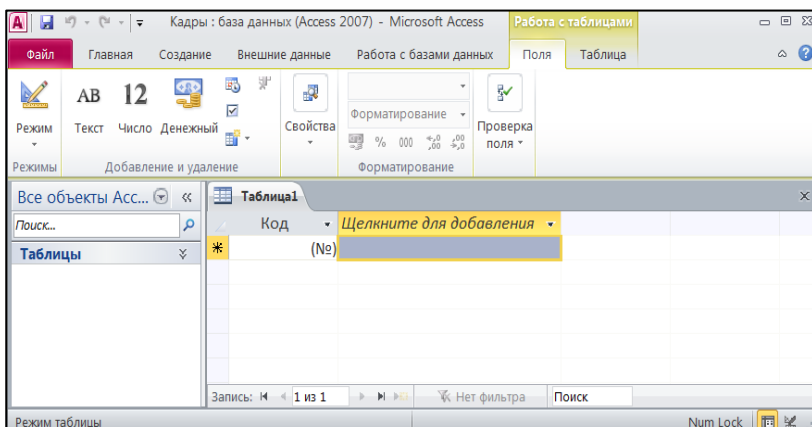 Кадры : база данных (Access 2007) - Microsoft Access Работа с таблицами
Файл Главная Создание Внешние данные Работа с базами данных Поля Таблица
AB 12
Форматирование
Режим Текст Число Денежный Свойства Проверка поля
% 000 ,00 ,0
Режимы Добавление и удаление Форматирование
Все объекты Acc... « Таблица1
Поиск... Код Щелкните для добавления
Таблицы (№)
Запись: 1 из 1 Нет фильтра Поиск
Режим таблицы Num Lock